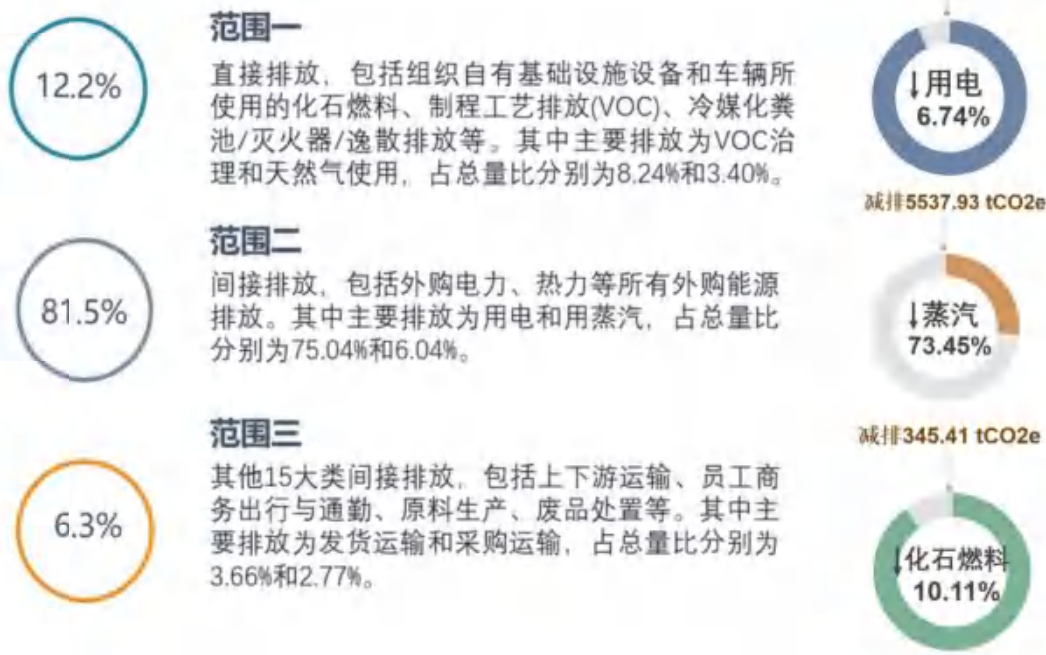 12.2%
范围一
直接排放，包括组织自有基础设施设备和车辆所
使用的化石燃料、制程工艺排放(VOC)、冷媒化粪
池/灭火器/逸散排放等。其中主要排放为VOC治
理和天然气使用，占总量比分别为8.24%和3.40%。
81.5%
范围二
间接排放，包括外购电力、热力等所有外购能源
排放。其中主要排放为用电和用蒸汽，占总量比
分别为75.04%和6.04%。
6.3%
范围三
其他15大类间接排放，包括上下游运输、员工商
务出行与通勤、原料生产、废品处置等。其中主
要排放为发货运输和采购运输，占总量比分别为
3.66%和2.77%。
↓用电
6.74%
减排5537.93 tCO2e
↓蒸汽
73.45%
减排345.41 tCO2e
↓化石燃料
10.11%